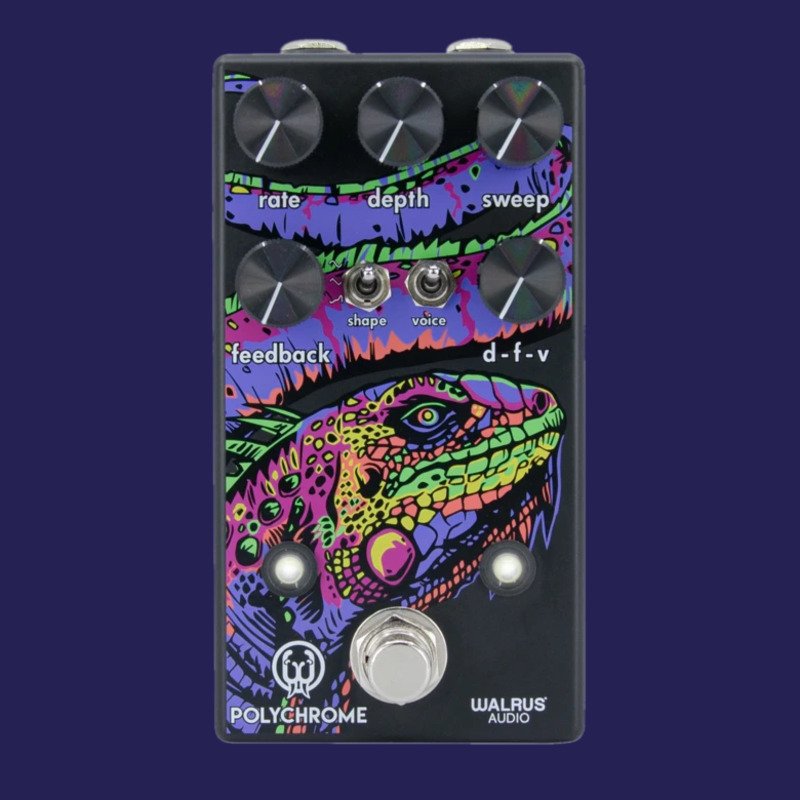 rate depth sweep
shape voice
feedback d-f-v
POLYCHROME WALRUS
AUDIO